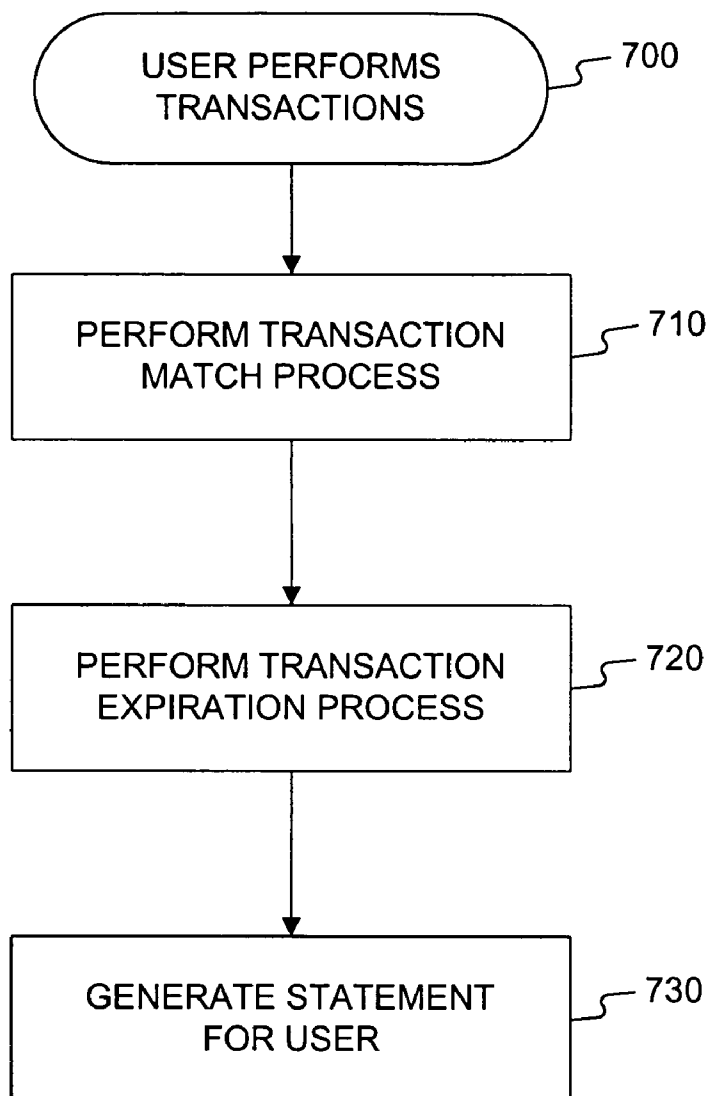 USER PERFORMS
TRANSACTIONS
700
PERFORM TRANSACTION
MATCH PROCESS
710
PERFORM TRANSACTION
EXPIRATION PROCESS
720
GENERATE STATEMENT
FOR USER
730